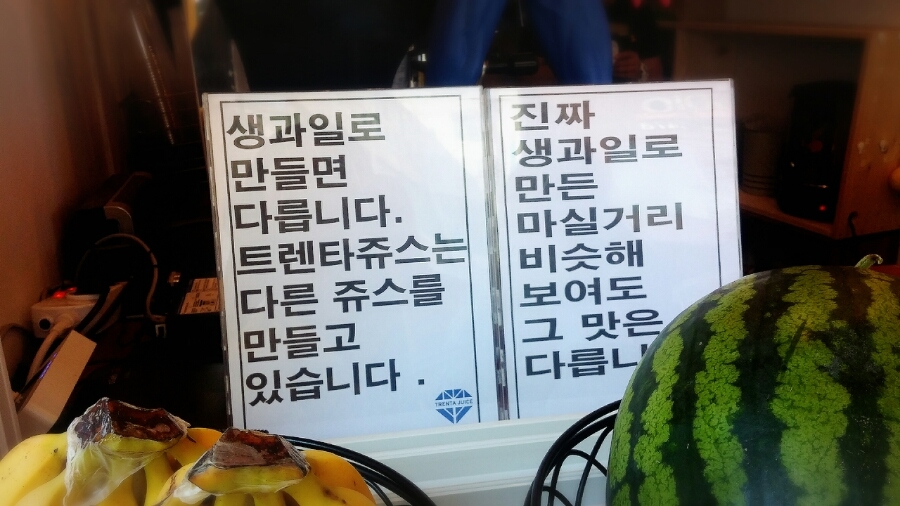 생과일로
만들면
다릅니다.
트렌타쥬스는
다른 쥬스를
만들고
있습니다.
TRENTA JUICE
진짜
생과일로
만든
마실거리
비슷해
보여도
그 맛은